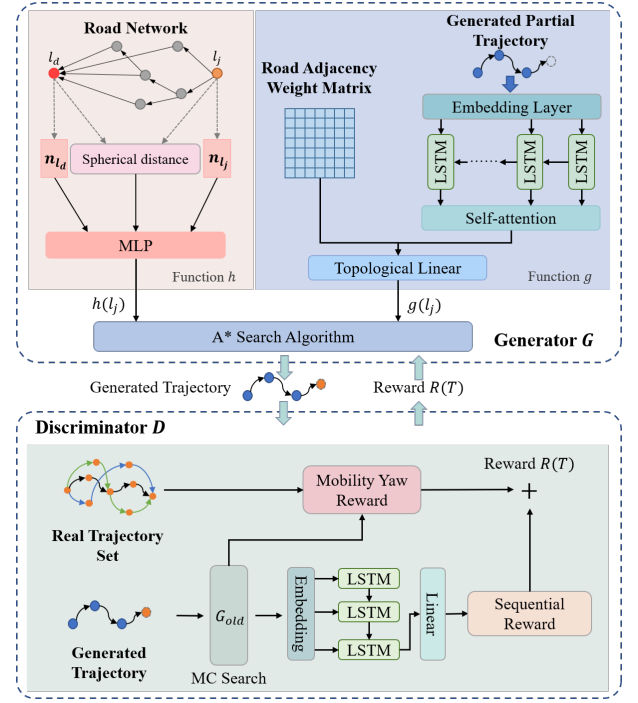 Road Network
l_d
l_j
n_{l_d}
Spherical distance
n_{l_j}
MLP
Function h
h(l_j)
Generated Partial
Trajectory
Road Adjacency
Weight Matrix
Embedding Layer
LSTM
......
LSTM
LSTM
Self-attention
Topological Linear
Function g
g(l_j)
A* Search Algorithm
Generator G
Generated Trajectory
Reward R(T)
Discriminator D
Real Trajectory
Set
Mobility Yaw
Reward
Reward R(T)
+
Generated
Trajectory
G_{old}
MC Search
Embedding
LSTM
LSTM
LSTM
Linear
Sequential
Reward